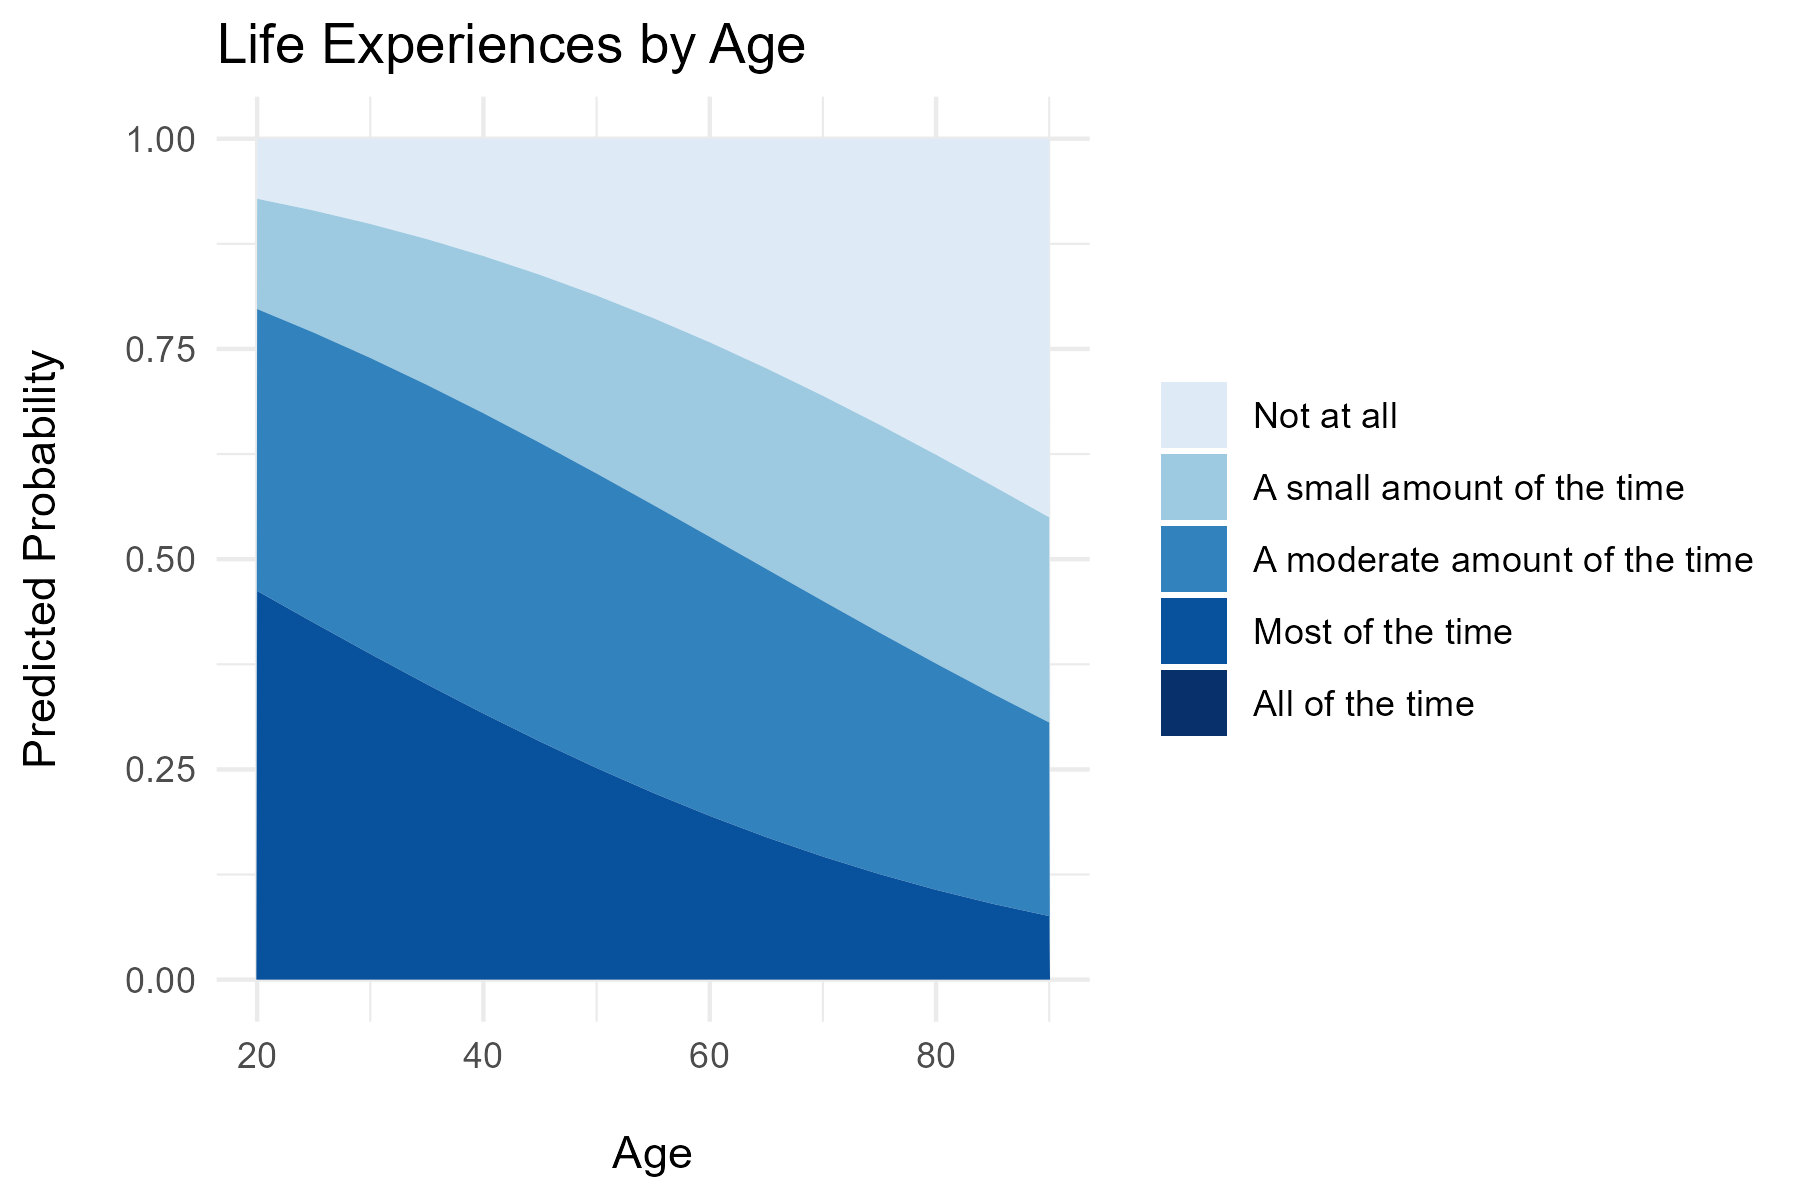 Life Experiences by Age
Predicted Probability
1.00
0.75
0.50
0.25
0.00
20 40 60 80
Age
Not at all
A small amount of the time
A moderate amount of the time
Most of the time
All of the time